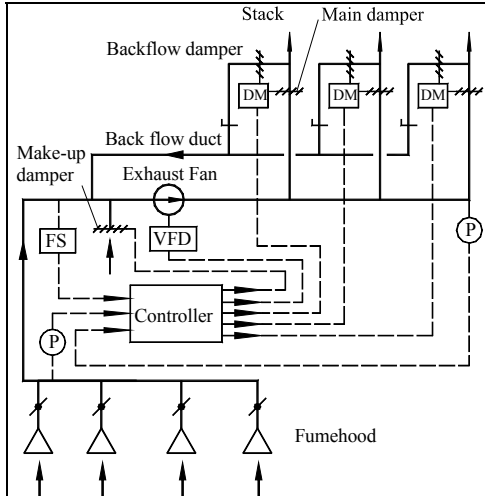 Stack
Main damper
Backflow damper
DM
DM
DM
Back flow duct
Make-up
damper
Exhaust Fan
FS
VFD
P
Controller
P
Fumehood